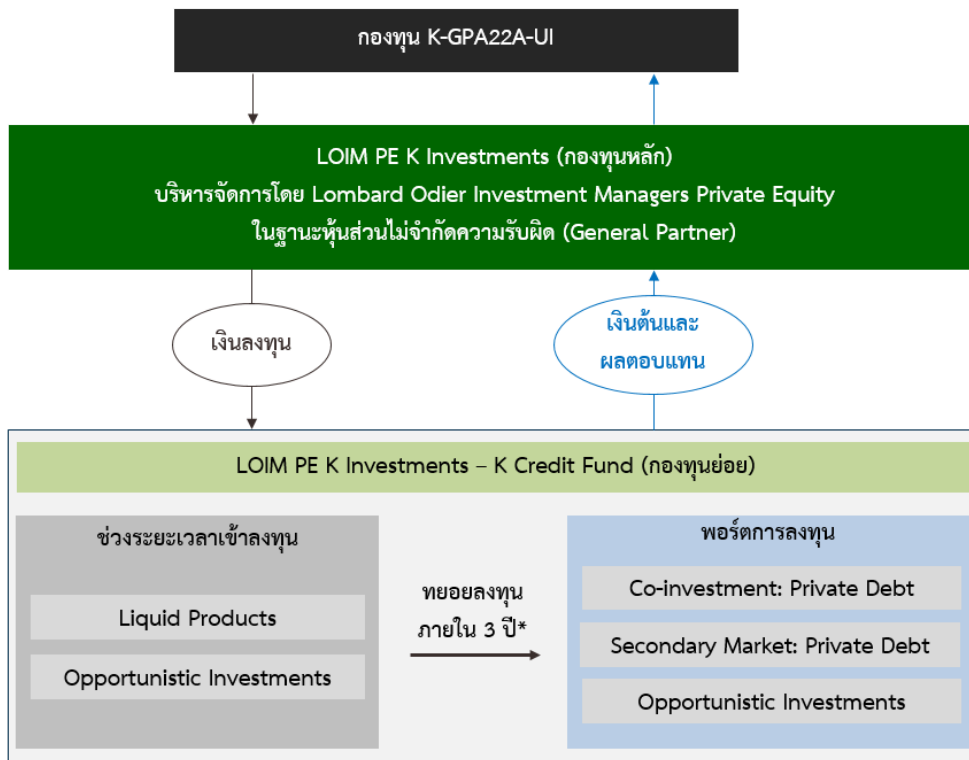 กองทุน K-GPA22A-UI
LOIM PE K Investments (กองทุนหลัก)
บริหารจัดการโดย Lombard Odier Investment Managers Private Equity
ในฐานะหุ้นส่วนไม่จำกัดความรับผิด (General Partner)
เงินลงทุน
เงินต้นและ
ผลตอบแทน
LOIM PE K Investments – K Credit Fund (กองทุนย่อย)
ช่วงระยะเวลาเข้าลงทุน
Liquid Products
Opportunistic Investments
ทยอยลงทุน
ภายใน 3 ปี*
พอร์ตการลงทุน
Co-investment: Private Debt
Secondary Market: Private Debt
Opportunistic Investments